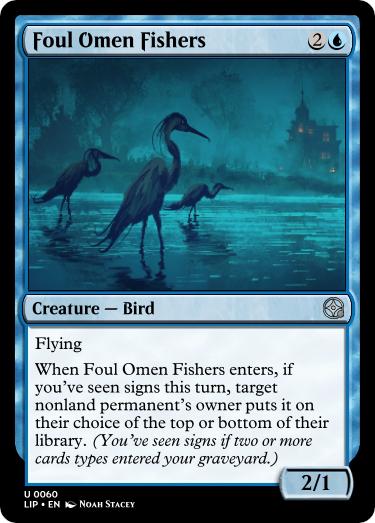 Foul Omen Fishers 2
Creature — Bird
Flying
When Foul Omen Fishers enters, if
you've seen signs this turn, target
nonland permanent's owner puts it on
their choice of the top or bottom of their
library. (You've seen signs if two or more
cards types entered your graveyard.)
2/1
U 0060
LIP • EN Noah Stacey